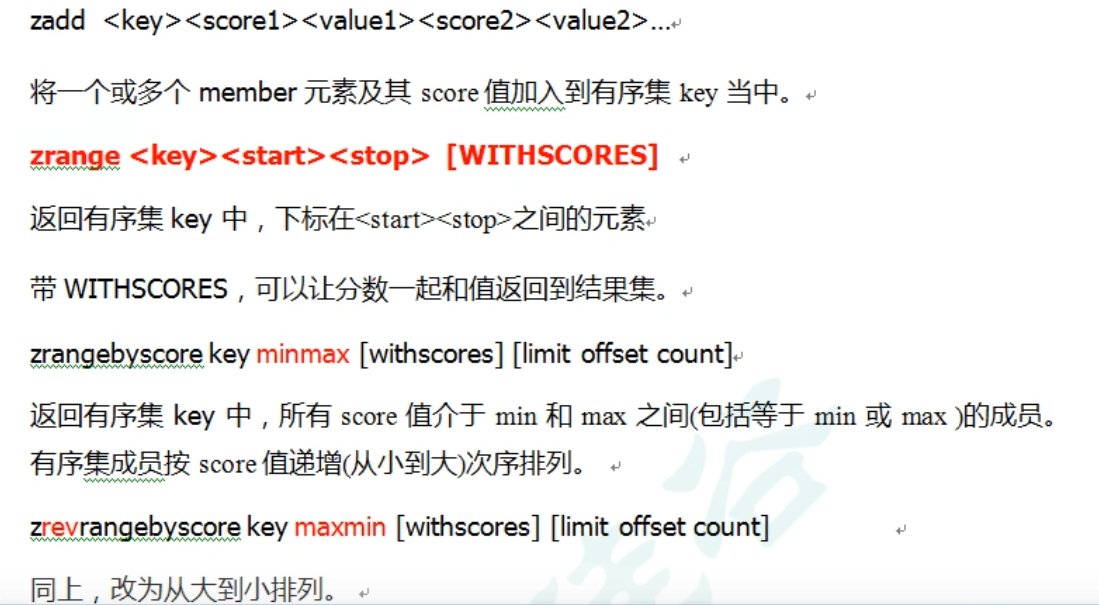 zadd <key><score1><value1><score2><value2>...
将一个或多个 member 元素及其 score 值加入到有序集 key 当中。
zrange <key><start><stop> [WITHSCORES]
返回有序集 key 中，下标在<start><stop>之间的元素
带 WITHSCORES，可以让分数一起和值返回到结果集。
zrangebyscore key minmax [withscores] [limit offset count]
返回有序集 key 中，所有 score 值介于 min 和 max 之间(包括等于 min 或 max )的成员。
有序集成员按 score 值递增(从小到大)次序排列。
zrevrangebyscore key maxmin [withscores] [limit offset count]
同上，改为从大到小排列。